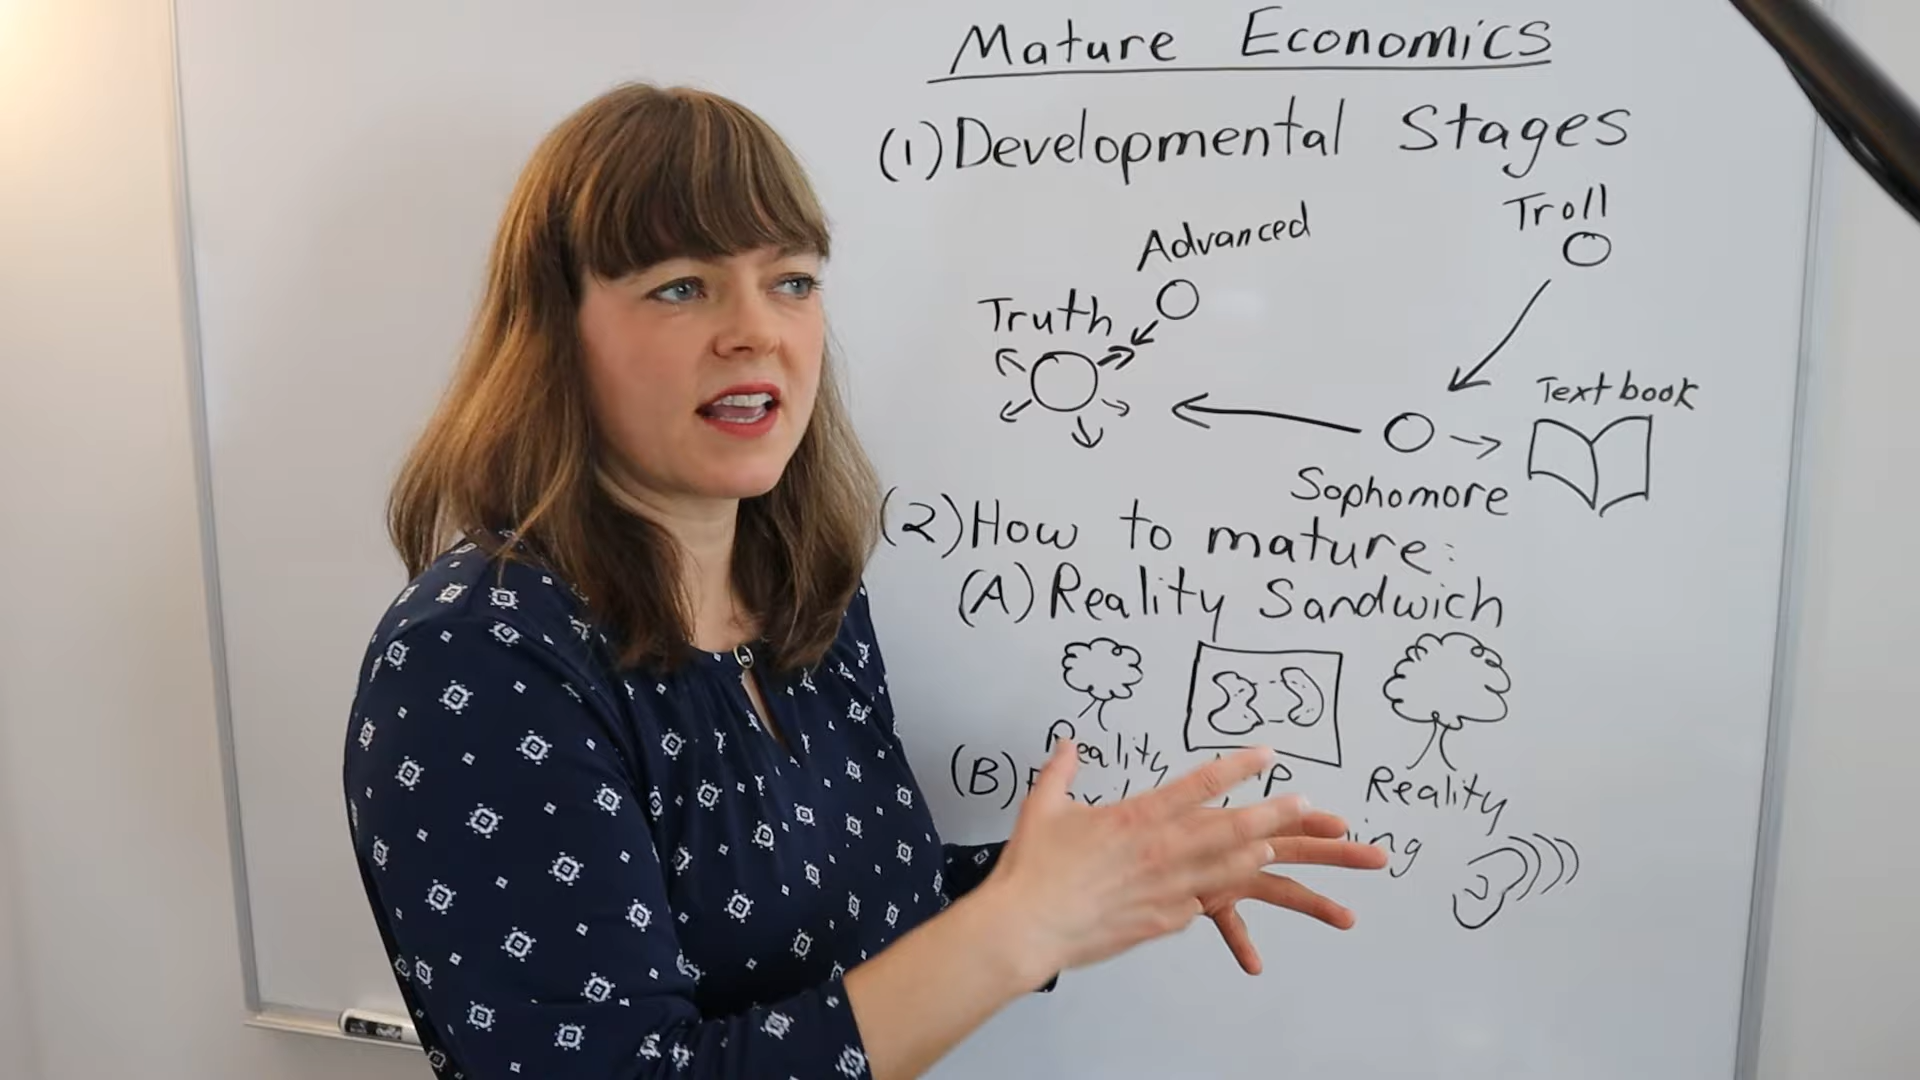 Mature Economics
(1) Developmental Stages
Troll
Advanced
Truth
Textbook
Sophomore
(2) How to mature:
(A) Reality Sandwich
Reality
Reality
(B)